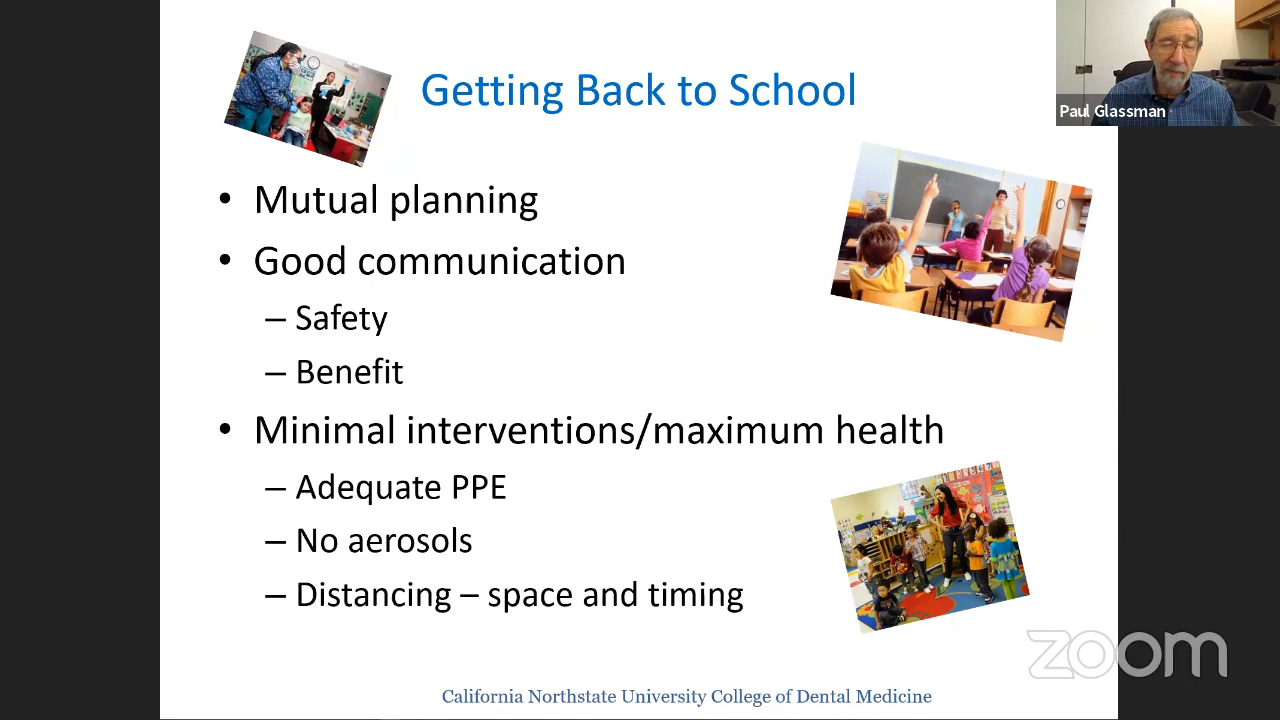 Getting Back to School
Paul Glassman
• Mutual planning
• Good communication
– Safety
– Benefit
• Minimal interventions/maximum health
– Adequate PPE
– No aerosols
– Distancing – space and timing
zoom
California Northstate University College of Dental Medicine